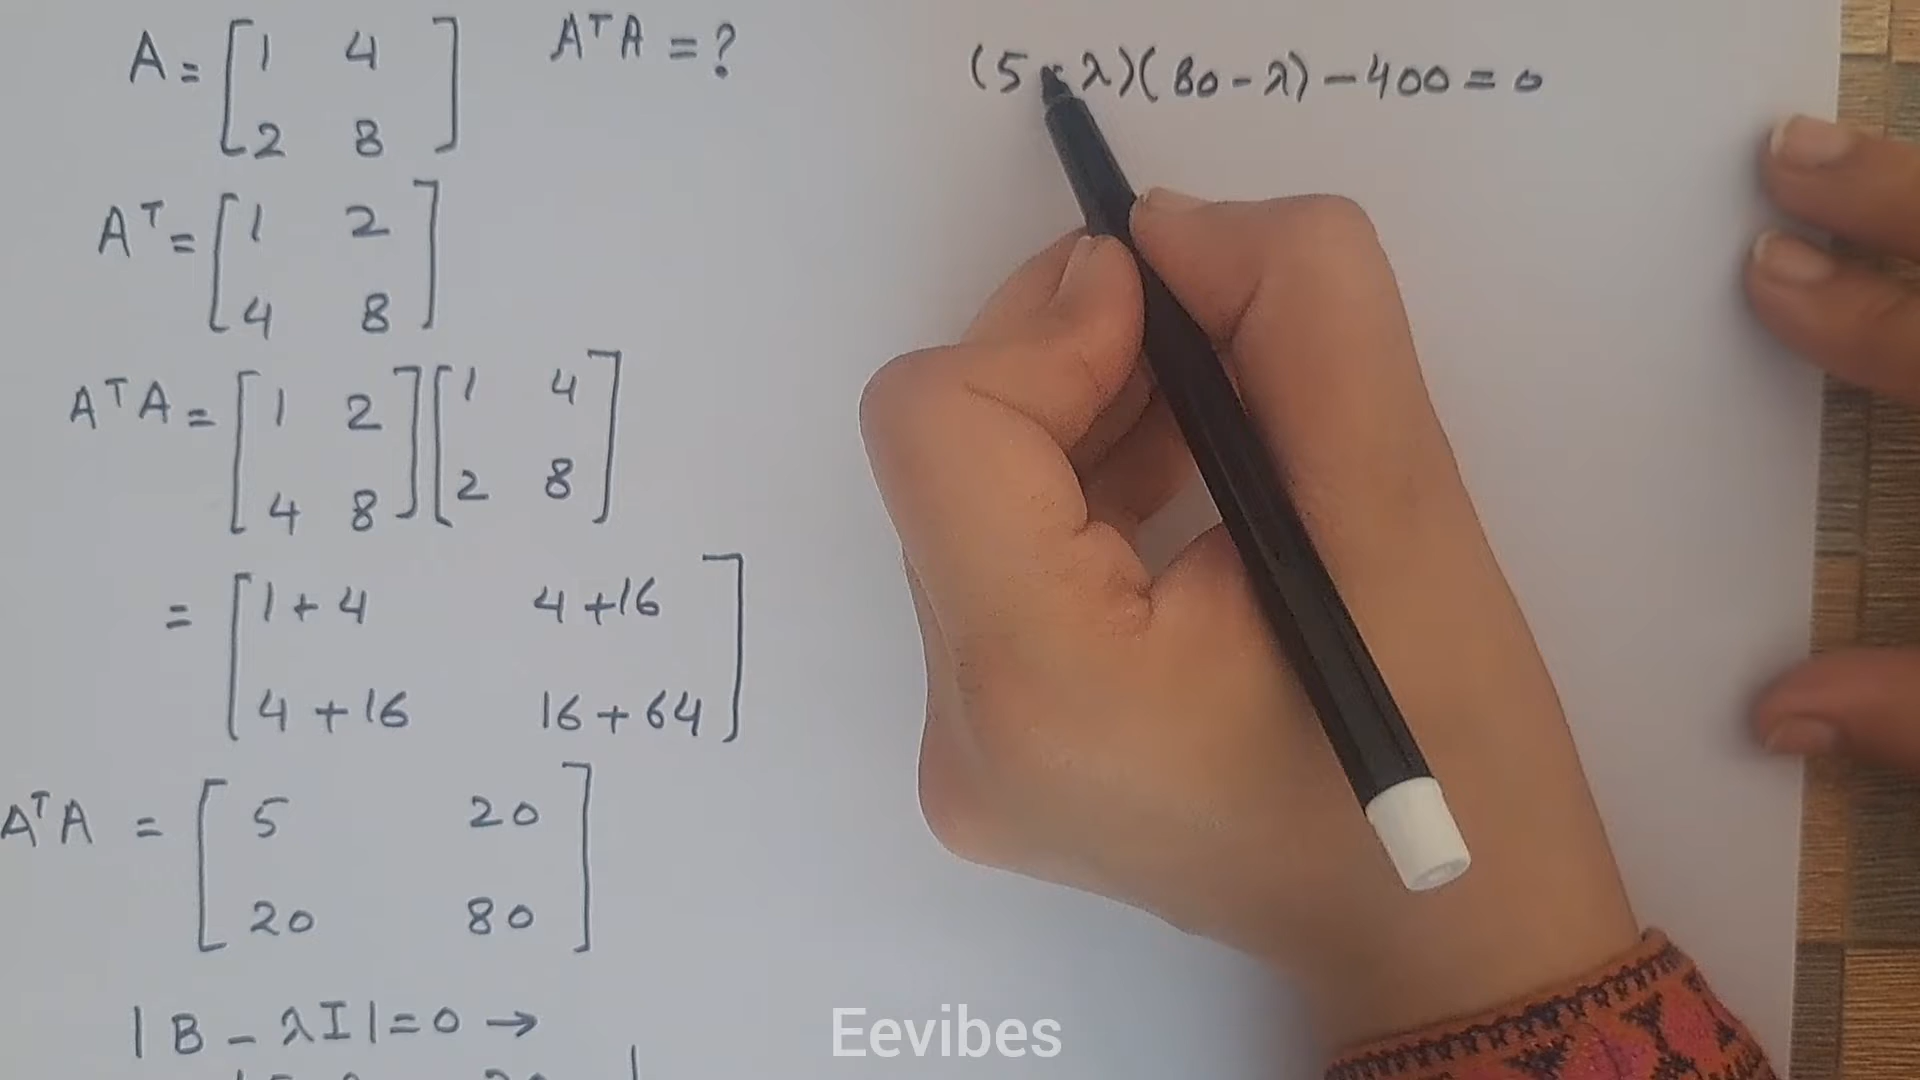 A = [1 4
2 8] AᵀA = ?
Aᵀ = [1 2
4 8]
AᵀA = [1 2
4 8] [1 4
2 8]
= [1 + 4 4 + 16
4 + 16 16 + 64]
AᵀA = [5 20
20 80]
|B - λI| = 0 →
(5 - λ)(80 - λ) - 400 = 0
Eevibes